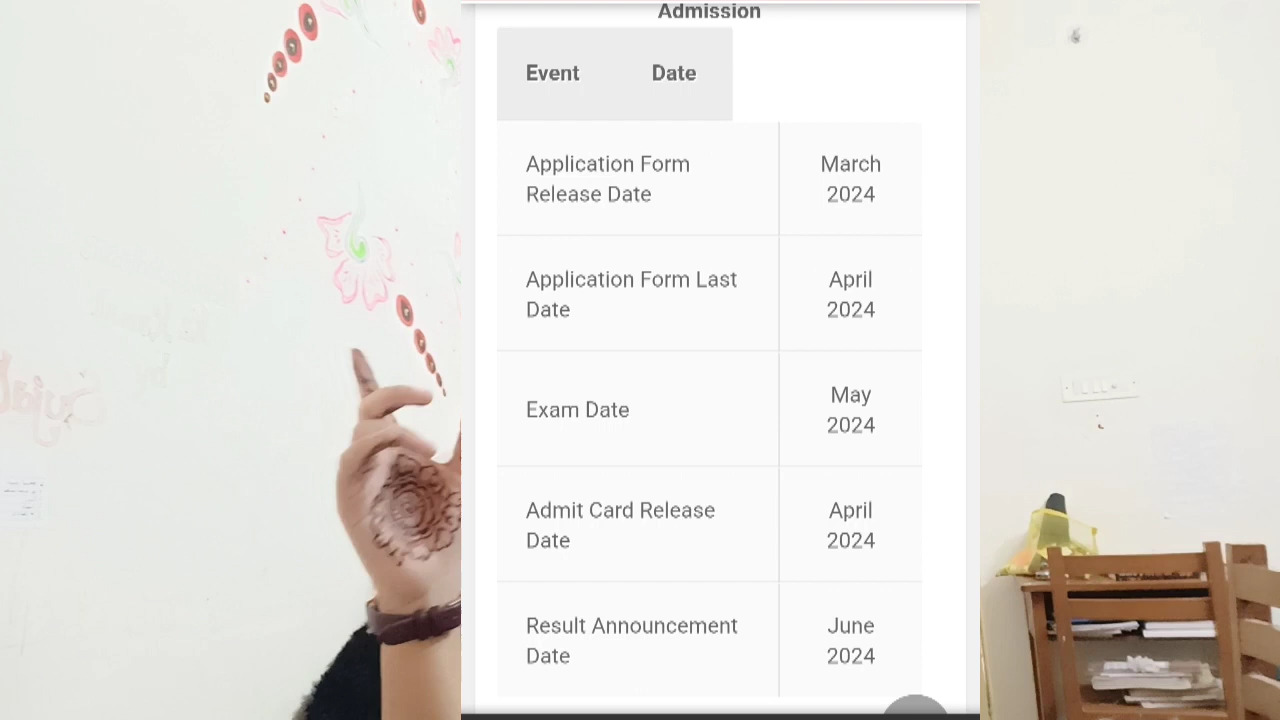 Admission
Event Date
Application Form
Release Date
March
2024
Application Form Last
Date
April
2024
Exam Date
May
2024
Admit Card Release
Date
April
2024
Result Announcement
Date
June
2024